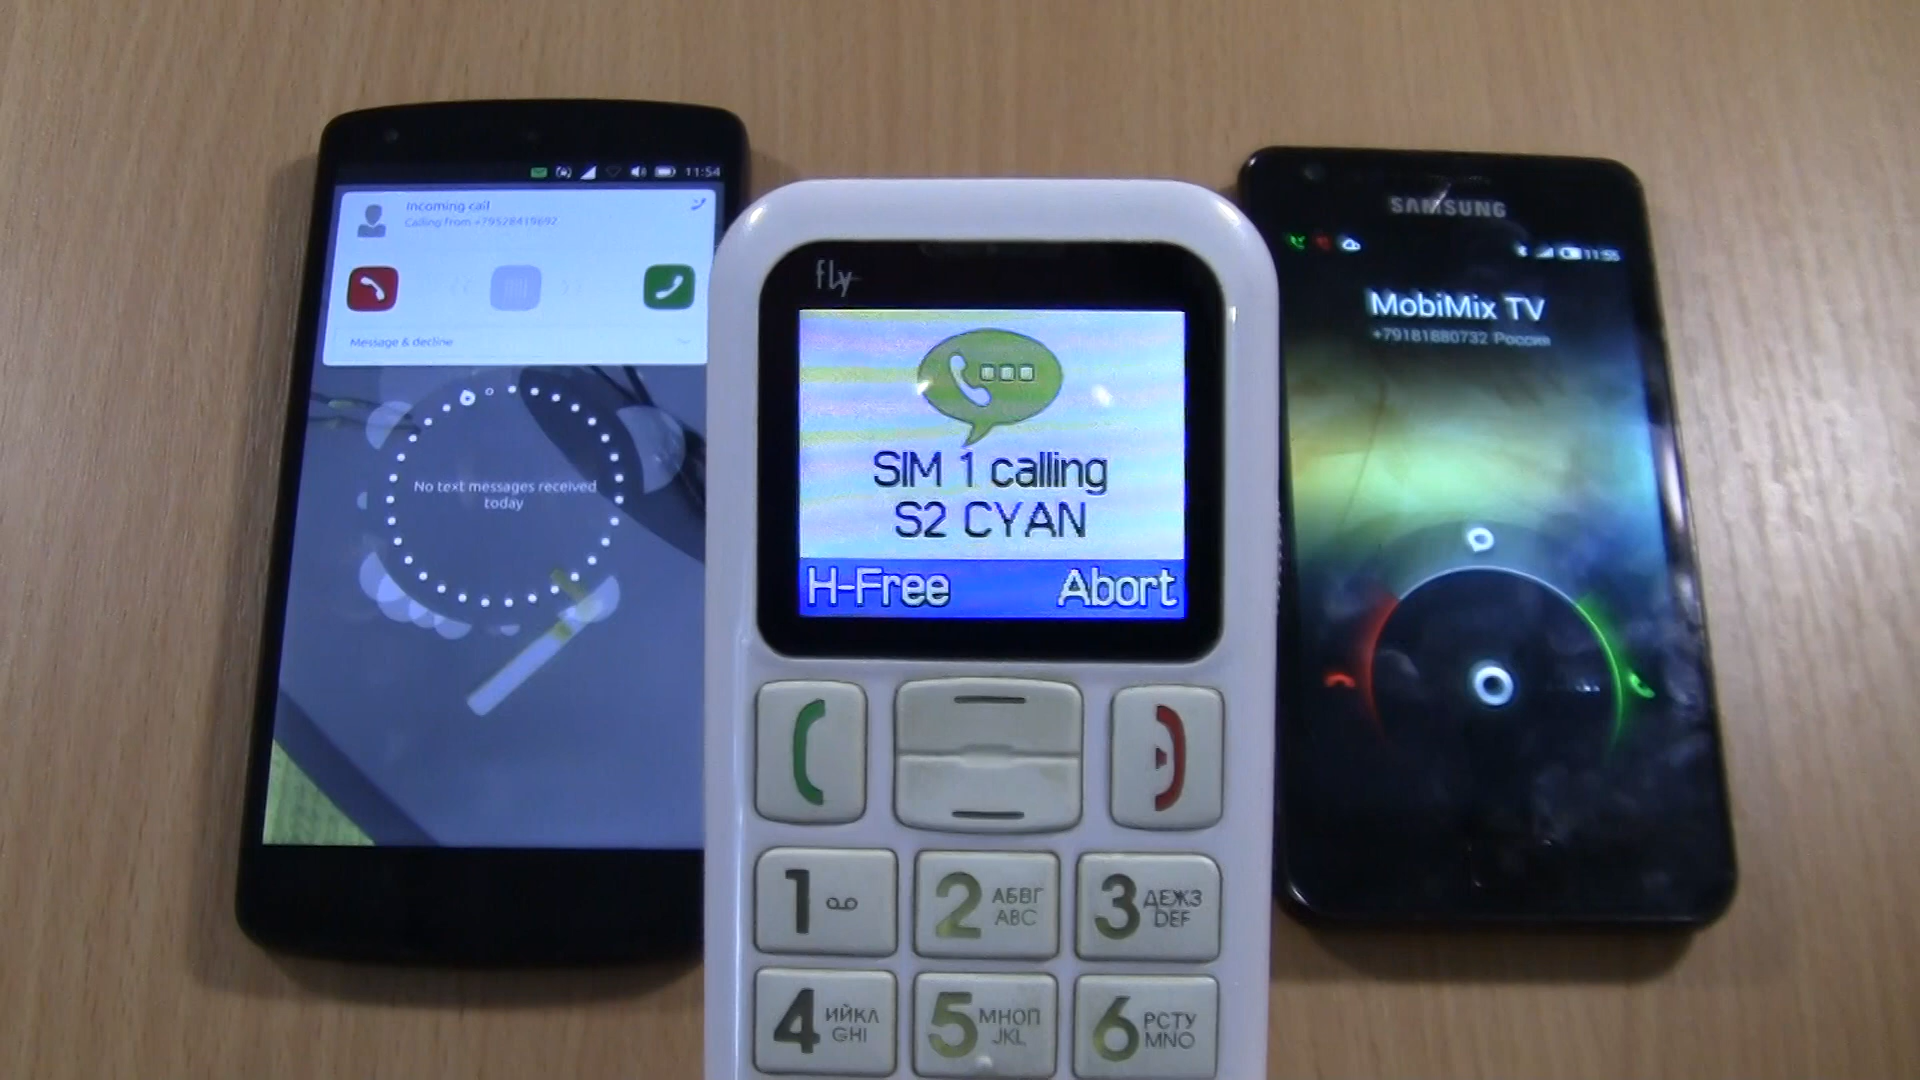 11:54
Incoming call
Calling from +79528419692
Message & decline
No text messages received
today
fly
SIM 1 calling
S2 CYAN
H-Free Abort
1
2 АБВГ
ABC
3 ДЕЖЗ
DEF
4 ИЙКЛ
GHI
5 МНОП
JKL
6 РСТУ
MNO
SAMSUNG
11:55
MobiMix TV
+79181880732 Россия